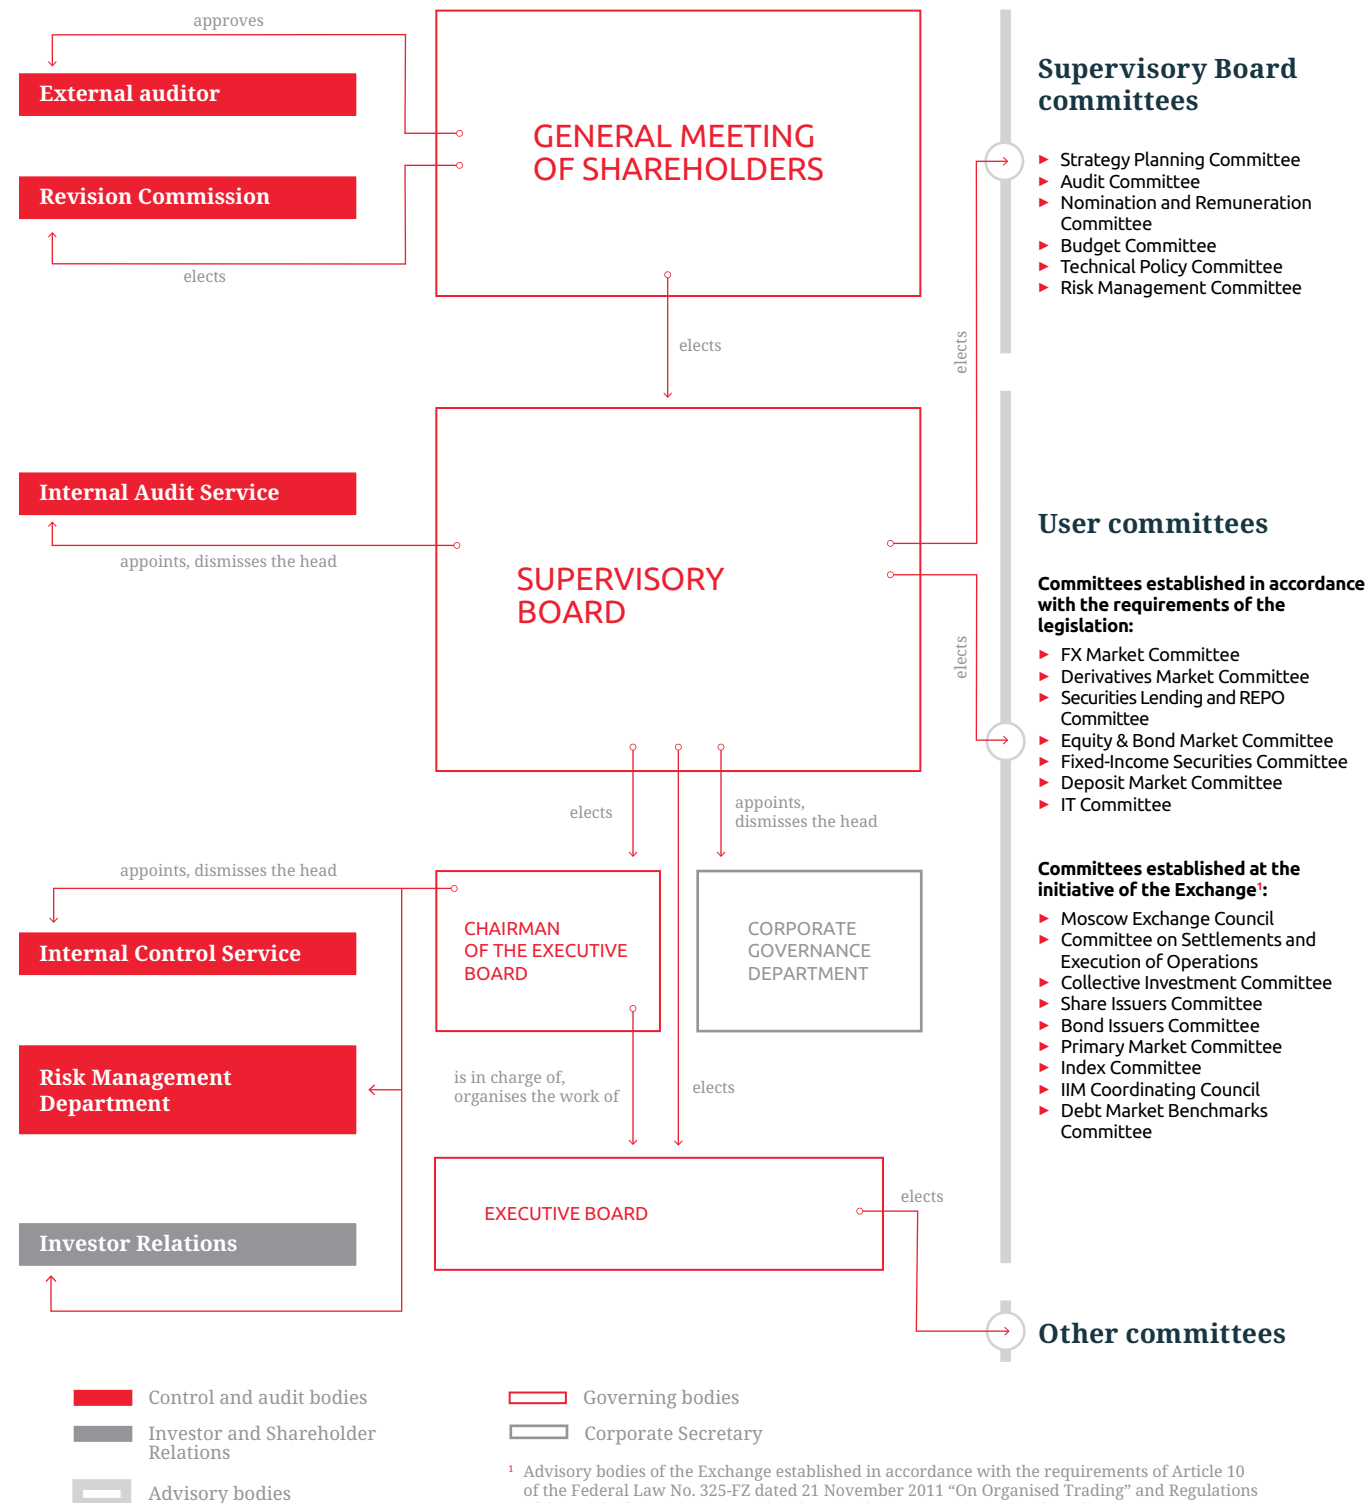 approves
External auditor
GENERAL MEETING
OF SHAREHOLDERS
Revision Commission
elects
elects
Supervisory Board
committees
► Strategy Planning Committee
► Audit Committee
► Nomination and Remuneration
Committee
► Budget Committee
► Technical Policy Committee
► Risk Management Committee
elects
Internal Audit Service
appoints, dismisses the head
SUPERVISORY
BOARD
elects
User committees
Committees established in accordance
with the requirements of the
legislation:
► FX Market Committee
► Derivatives Market Committee
► Securities Lending and REPO
Committee
► Equity & Bond Market Committee
► Fixed-Income Securities Committee
► Deposit Market Committee
► IT Committee
elects
appoints,
dismisses the head
appoints, dismisses the head
Internal Control Service
CHAIRMAN
OF THE EXECUTIVE
BOARD
CORPORATE
GOVERNANCE
DEPARTMENT
Committees established at the
initiative of the Exchange¹:
► Moscow Exchange Council
► Committee on Settlements and
Execution of Operations
► Collective Investment Committee
► Share Issuers Committee
► Bond Issuers Committee
► Primary Market Committee
► Index Committee
► IIM Coordinating Council
► Debt Market Benchmarks
Committee
Risk Management
Department
is in charge of,
organises the work of
elects
EXECUTIVE BOARD
elects
Investor Relations
Other committees
Control and audit bodies
Investor and Shareholder
Relations
Advisory bodies
Governing bodies
Corporate Secretary
¹ Advisory bodies of the Exchange established in accordance with the requirements of Article 10
of the Federal Law No. 325-FZ dated 21 November 2011 “On Organised Trading” and Regulations